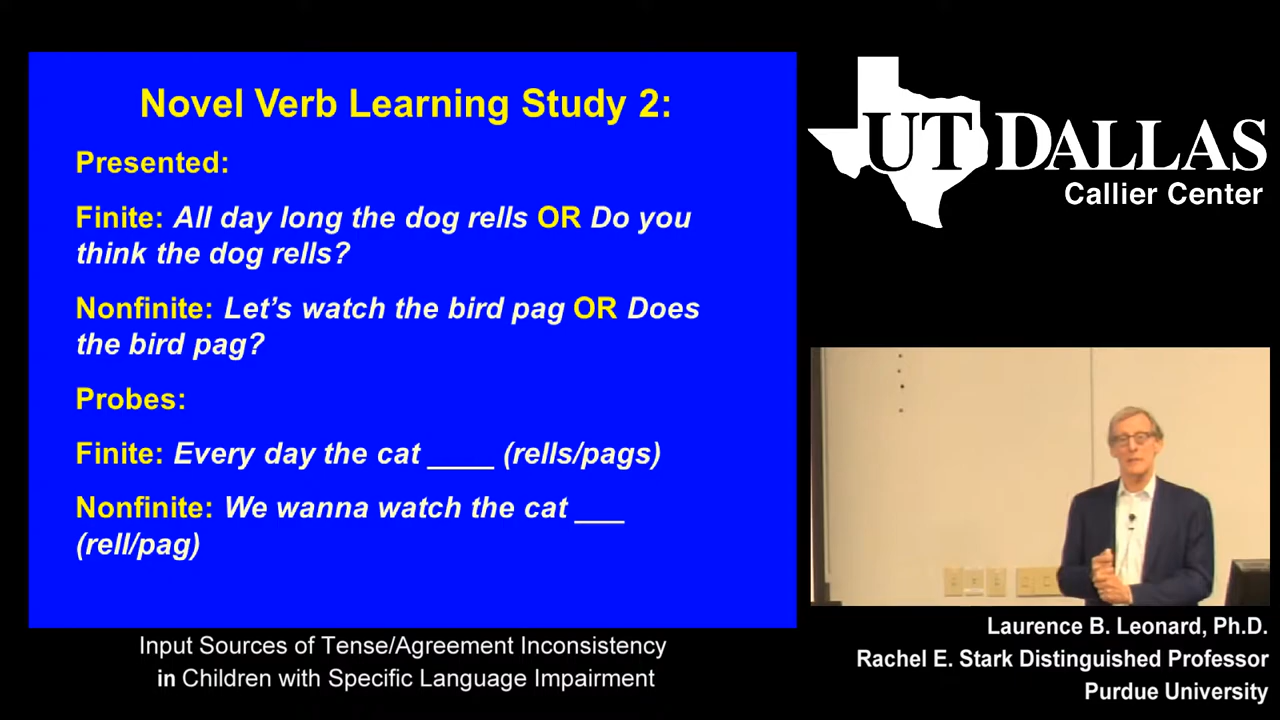 Novel Verb Learning Study 2:
Presented:
Finite: All day long the dog rells OR Do you
think the dog rells?
Nonfinite: Let's watch the bird pag OR Does
the bird pag?
Probes:
Finite: Every day the cat ____ (rells/pags)
Nonfinite: We wanna watch the cat ___
(rell/pag)
Input Sources of Tense/Agreement Inconsistency
in Children with Specific Language Impairment
UT DALLAS
Callier Center
Laurence B. Leonard, Ph.D.
Rachel E. Stark Distinguished Professor
Purdue University